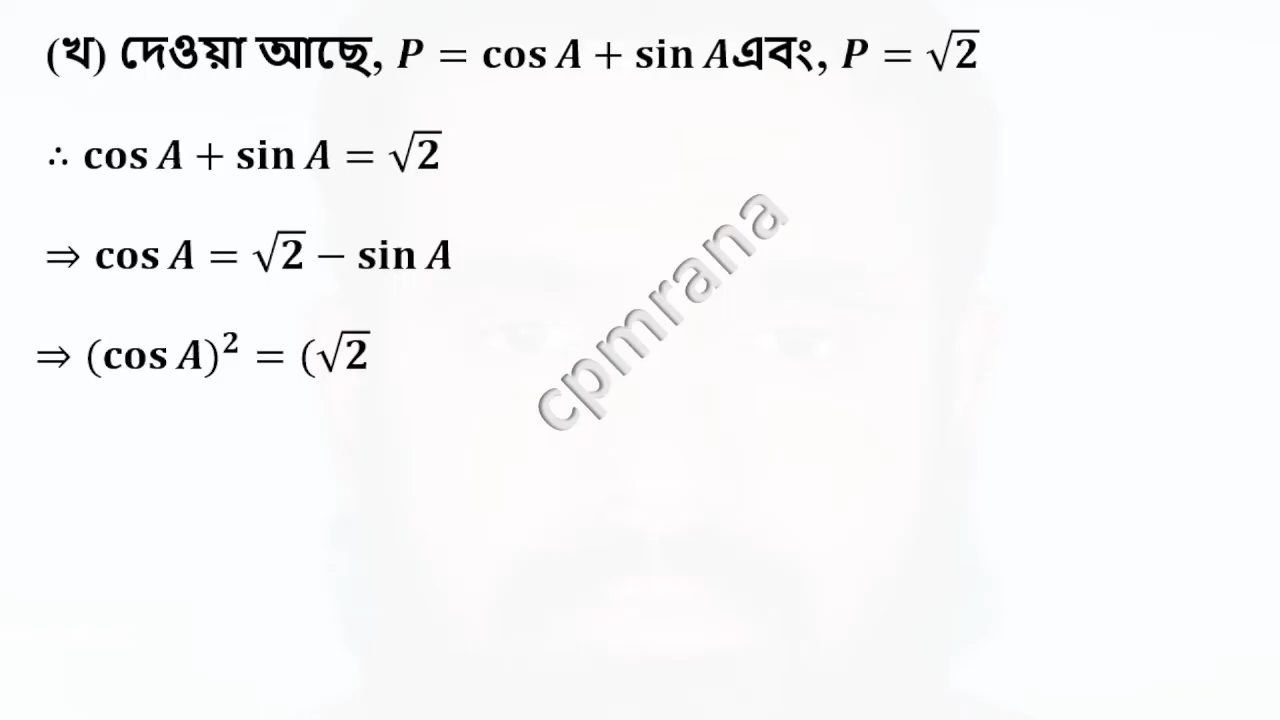 (খ) দেওয়া আছে, P = cos A + sin Aএবং, P = √2
∴ cos A + sin A = √2
⇒ cos A = √2 − sin A
⇒ (cos A)² = (√2
cpmrana